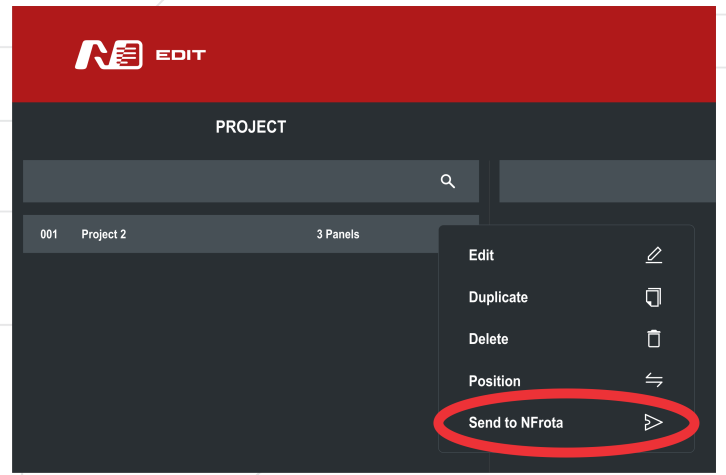 N EDIT
PROJECT
001 Project 2 3 Panels
Edit
Duplicate
Delete
Position
Send to NFrota